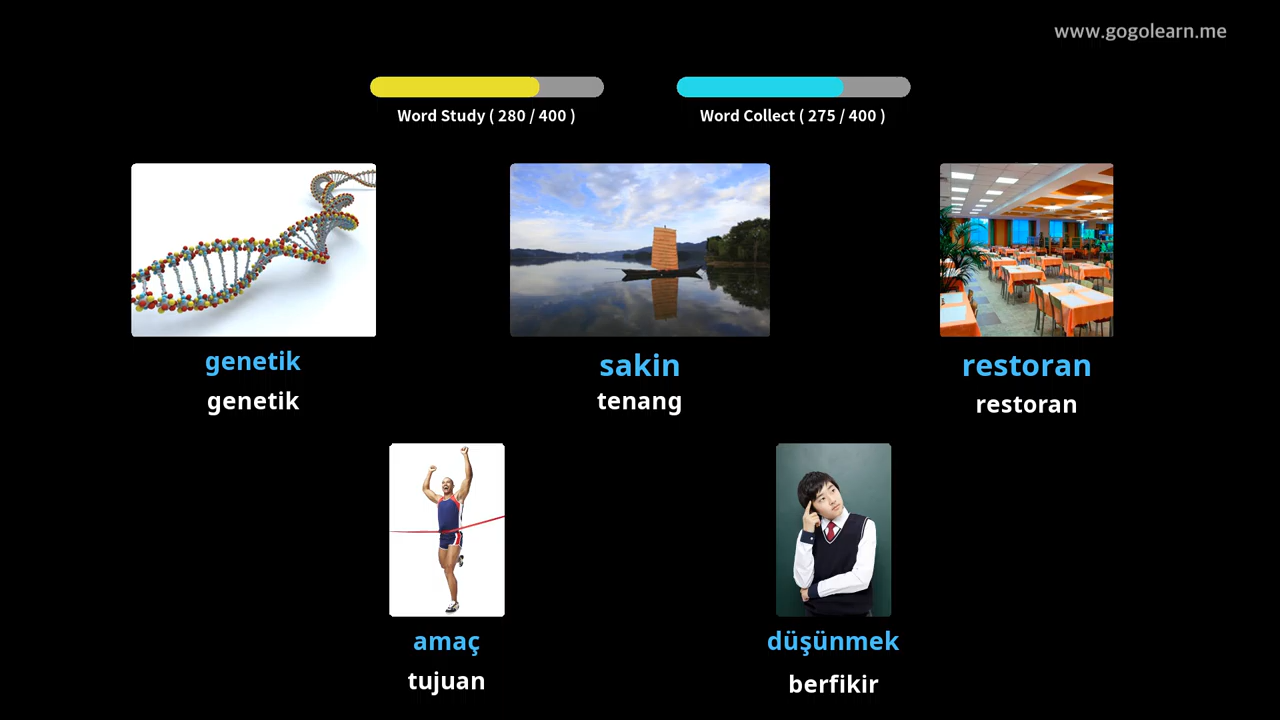 www.gogolearn.me
Word Study ( 280 / 400 )
Word Collect ( 275 / 400 )
genetik
genetik
sakin
tenang
restoran
restoran
amaç
tujuan
düşünmek
berfikir